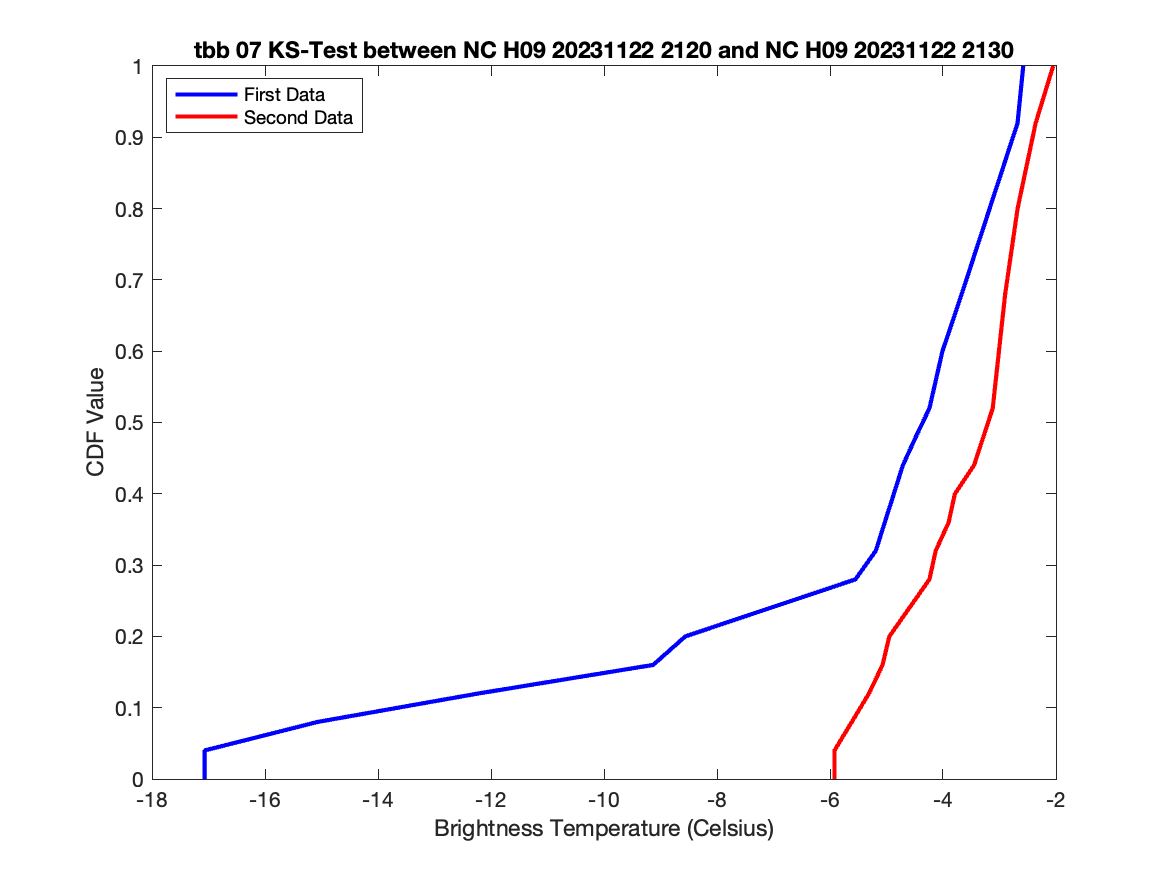 tbb 07 KS-Test between NC H09 20231122 2120 and NC H09 20231122 2130
First Data
Second Data
1
0.9
0.8
0.7
0.6
0.5
0.4
0.3
0.2
0.1
0
CDF Value
-18 -16 -14 -12 -10 -8 -6 -4 -2
Brightness Temperature (Celsius)